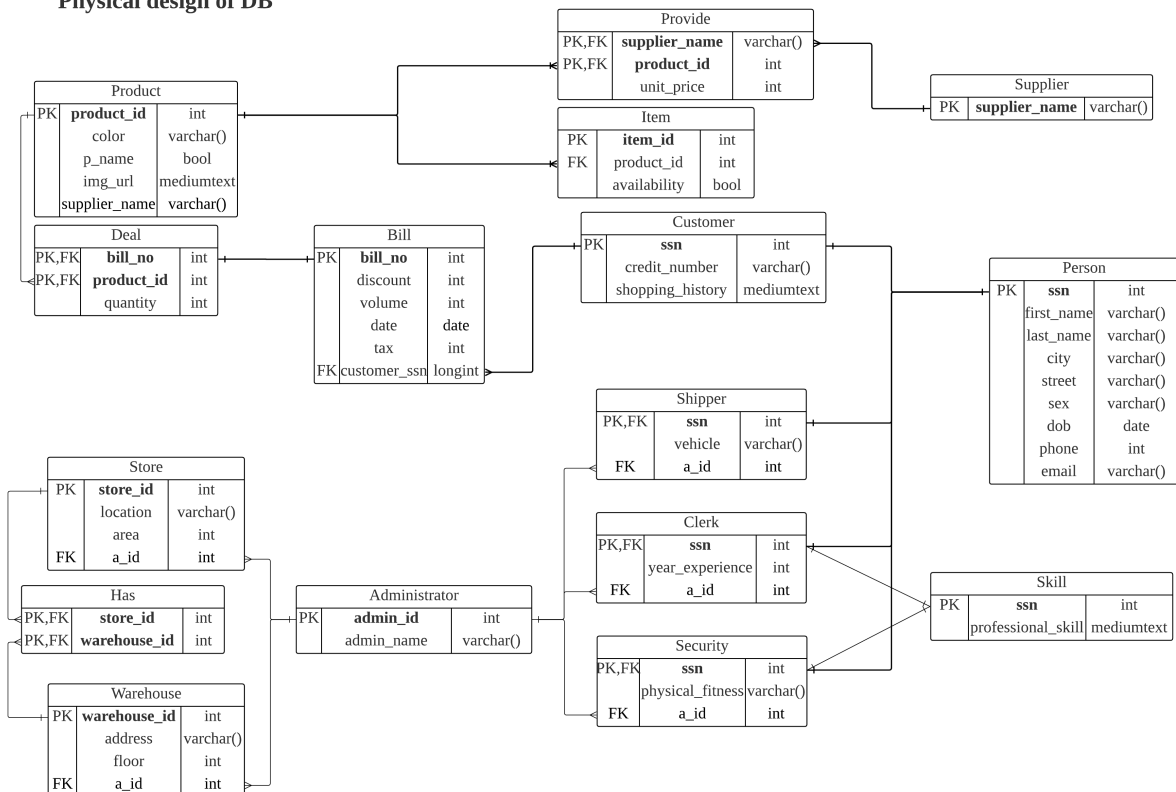 Physical design of DB
Provide
PK,FK supplier_name varchar()
PK,FK product_id int
unit_price int
Supplier
PK supplier_name varchar()
Product
PK product_id int
color varchar()
p_name bool
img_url mediumtext
supplier_name varchar()
Item
PK item_id int
FK product_id int
availability bool
Deal
PK,FK bill_no int
PK,FK product_id int
quantity int
Bill
PK bill_no int
discount int
volume int
date date
tax int
FK customer_ssn longint
Customer
PK ssn int
credit_number varchar()
shopping_history mediumtext
Person
PK ssn int
first_name varchar()
last_name varchar()
city varchar()
street varchar()
sex varchar()
dob date
phone int
email varchar()
Shipper
PK,FK ssn int
vehicle varchar()
FK a_id int
Store
PK store_id int
location varchar()
area int
FK a_id int
Clerk
PK,FK ssn int
year_experience int
FK a_id int
Has
PK,FK store_id int
PK,FK warehouse_id int
Administrator
PK admin_id int
admin_name varchar()
Skill
PK ssn int
professional_skill mediumtext
Security
PK,FK ssn int
physical_fitness varchar()
FK a_id int
Warehouse
PK warehouse_id int
address varchar()
floor int
FK a_id int